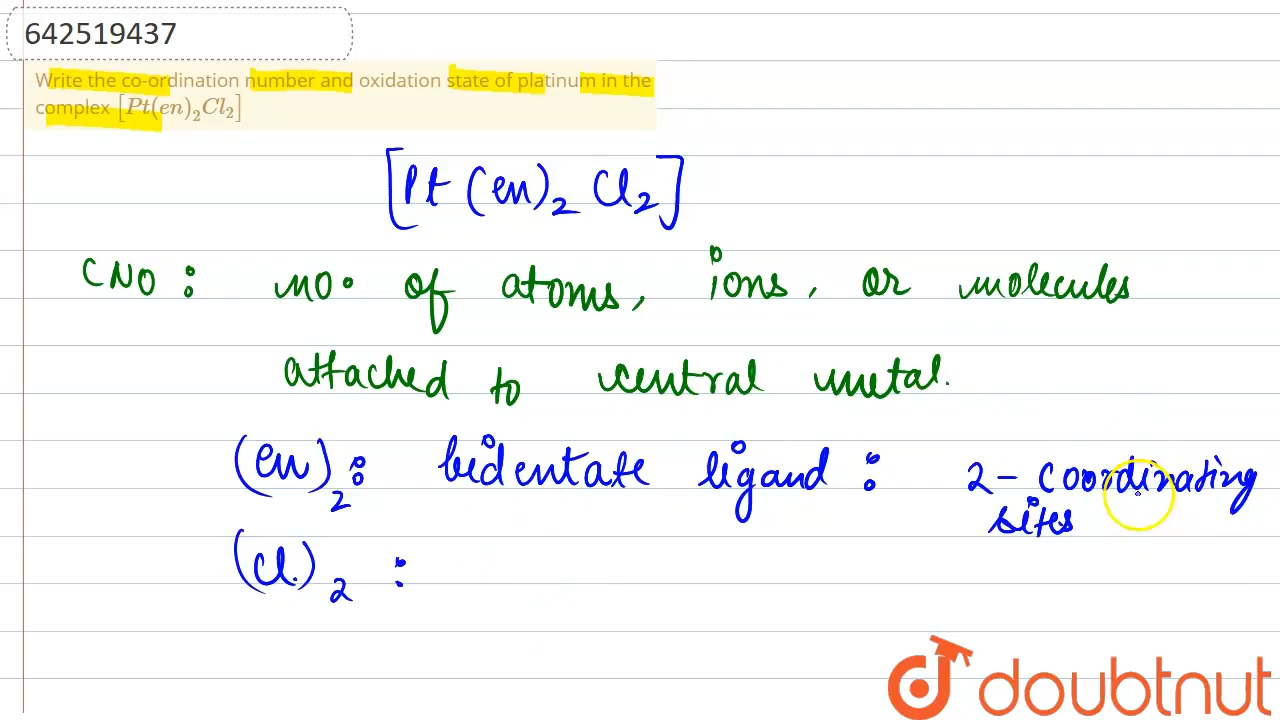 642519437
Write the co-ordination number and oxidation state of platinum in the
complex [Pt(en)₂Cl₂]
[Pt (en)₂ Cl₂]
CNO : no. of atoms, ions, or molecules
attached to central metal.
(en)₂ : bidentate ligand : 2 - coordinating
sites
(Cl.)₂ :
doubtnut